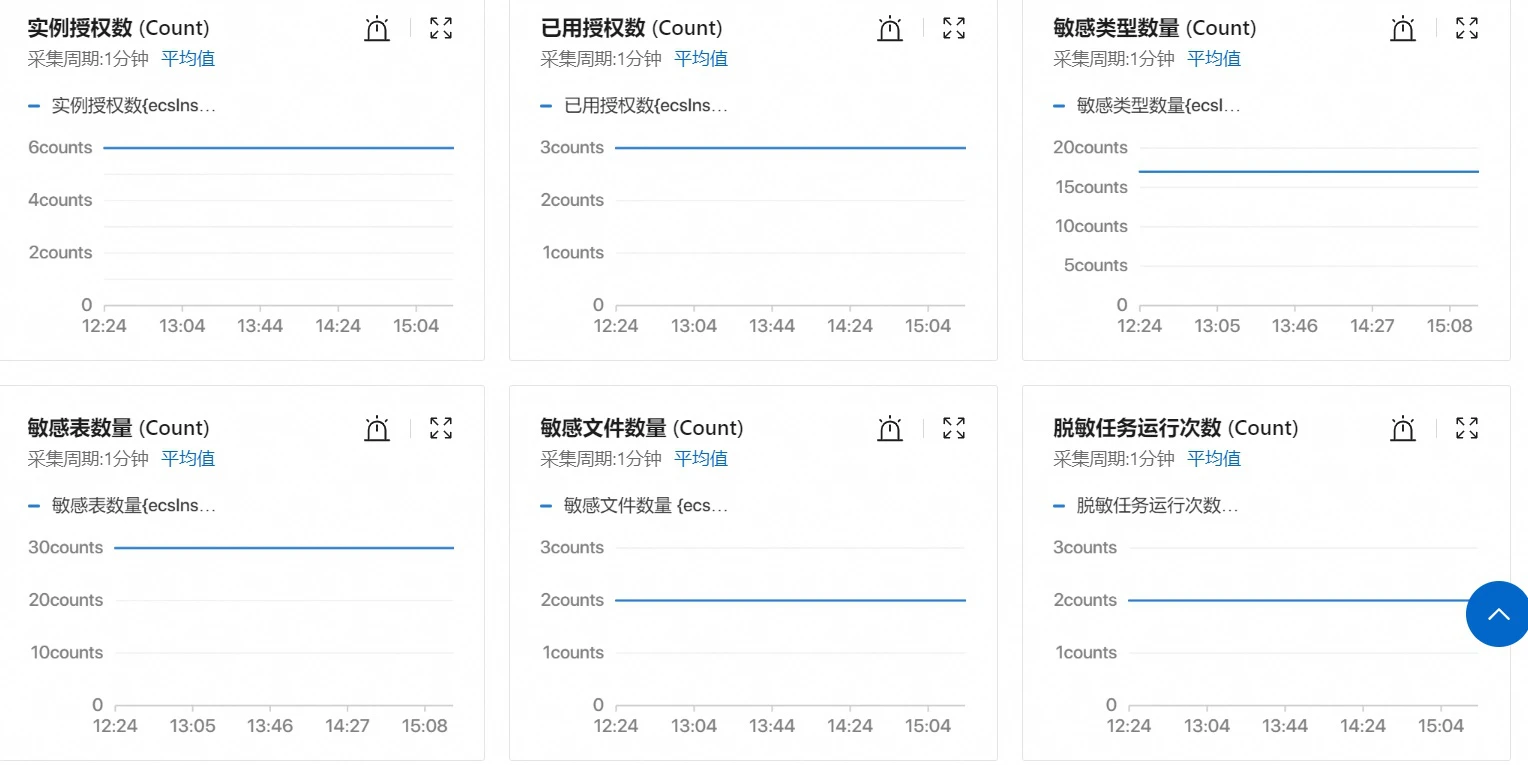 实例授权数 (Count)
采集周期:1分钟 平均值
实例授权数{ecsIns...
6counts
4counts
2counts
0
12:24 13:04 13:44 14:24 15:04
已用授权数 (Count)
采集周期:1分钟 平均值
已用授权数{ecsIns...
3counts
2counts
1counts
0
12:24 13:04 13:44 14:24 15:04
敏感类型数量 (Count)
采集周期:1分钟 平均值
敏感类型数量{ecsI...
20counts
15counts
10counts
5counts
0
12:24 13:05 13:46 14:27 15:08
敏感表数量 (Count)
采集周期:1分钟 平均值
敏感表数量{ecsIns...
30counts
20counts
10counts
0
12:24 13:05 13:46 14:27 15:08
敏感文件数量 (Count)
采集周期:1分钟 平均值
敏感文件数量 {ecs...
3counts
2counts
1counts
0
12:24 13:04 13:44 14:24 15:04
脱敏任务运行次数 (Count)
采集周期:1分钟 平均值
脱敏任务运行次数...
3counts
2counts
1counts
0
12:24 13:04 13:44 14:24 15:04